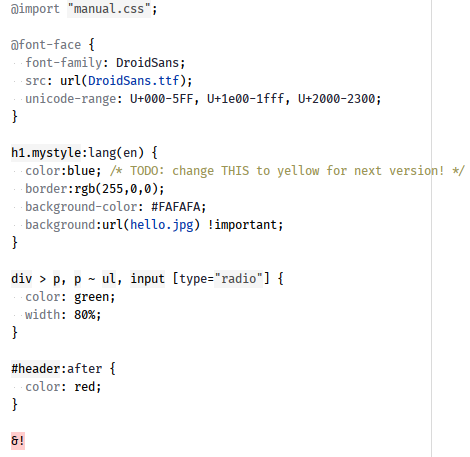 @import "manual.css";
@font-face {
font-family: DroidSans;
src: url(DroidSans.ttf);
unicode-range: U+000-5FF, U+1e00-1fff, U+2000-2300;
}
h1.mystyle:lang(en) {
color:blue; /* TODO: change THIS to yellow for next version! */
border:rgb(255,0,0);
background-color: #FAFAFA;
background:url(hello.jpg) !important;
}
div > p, p ~ ul, input [type="radio"] {
color: green;
width: 80%;
}
#header:after {
color: red;
}
&!